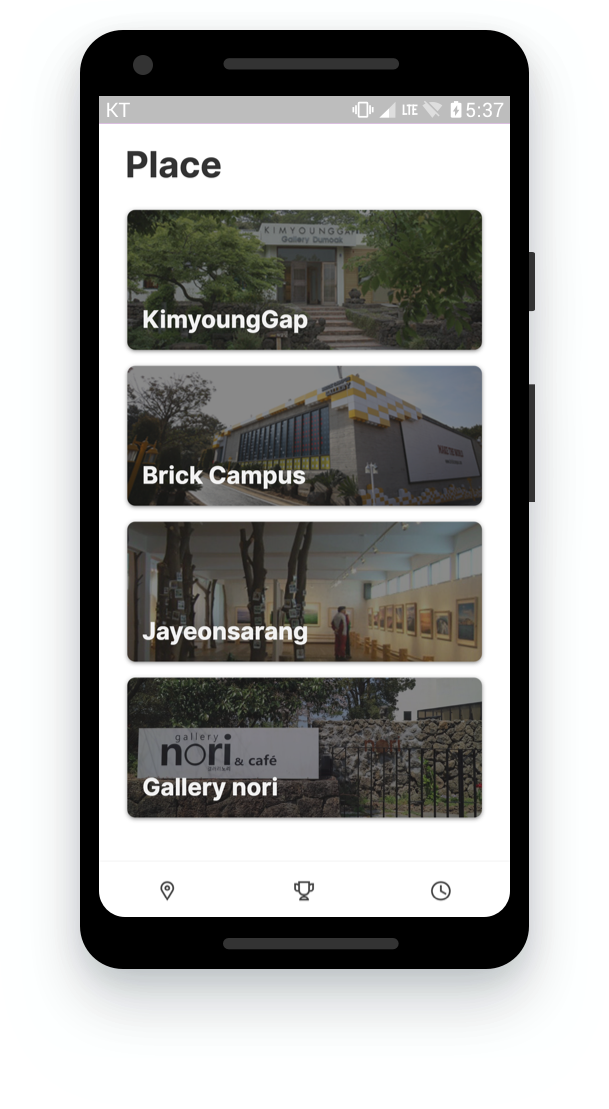 KT
LTE
5:37
Place
KIMYOUNGGAP
Gallery Dumoak
KimyoungGap
Brick Campus
Jayeonsarang
gallery
nori & café
Gallery nori